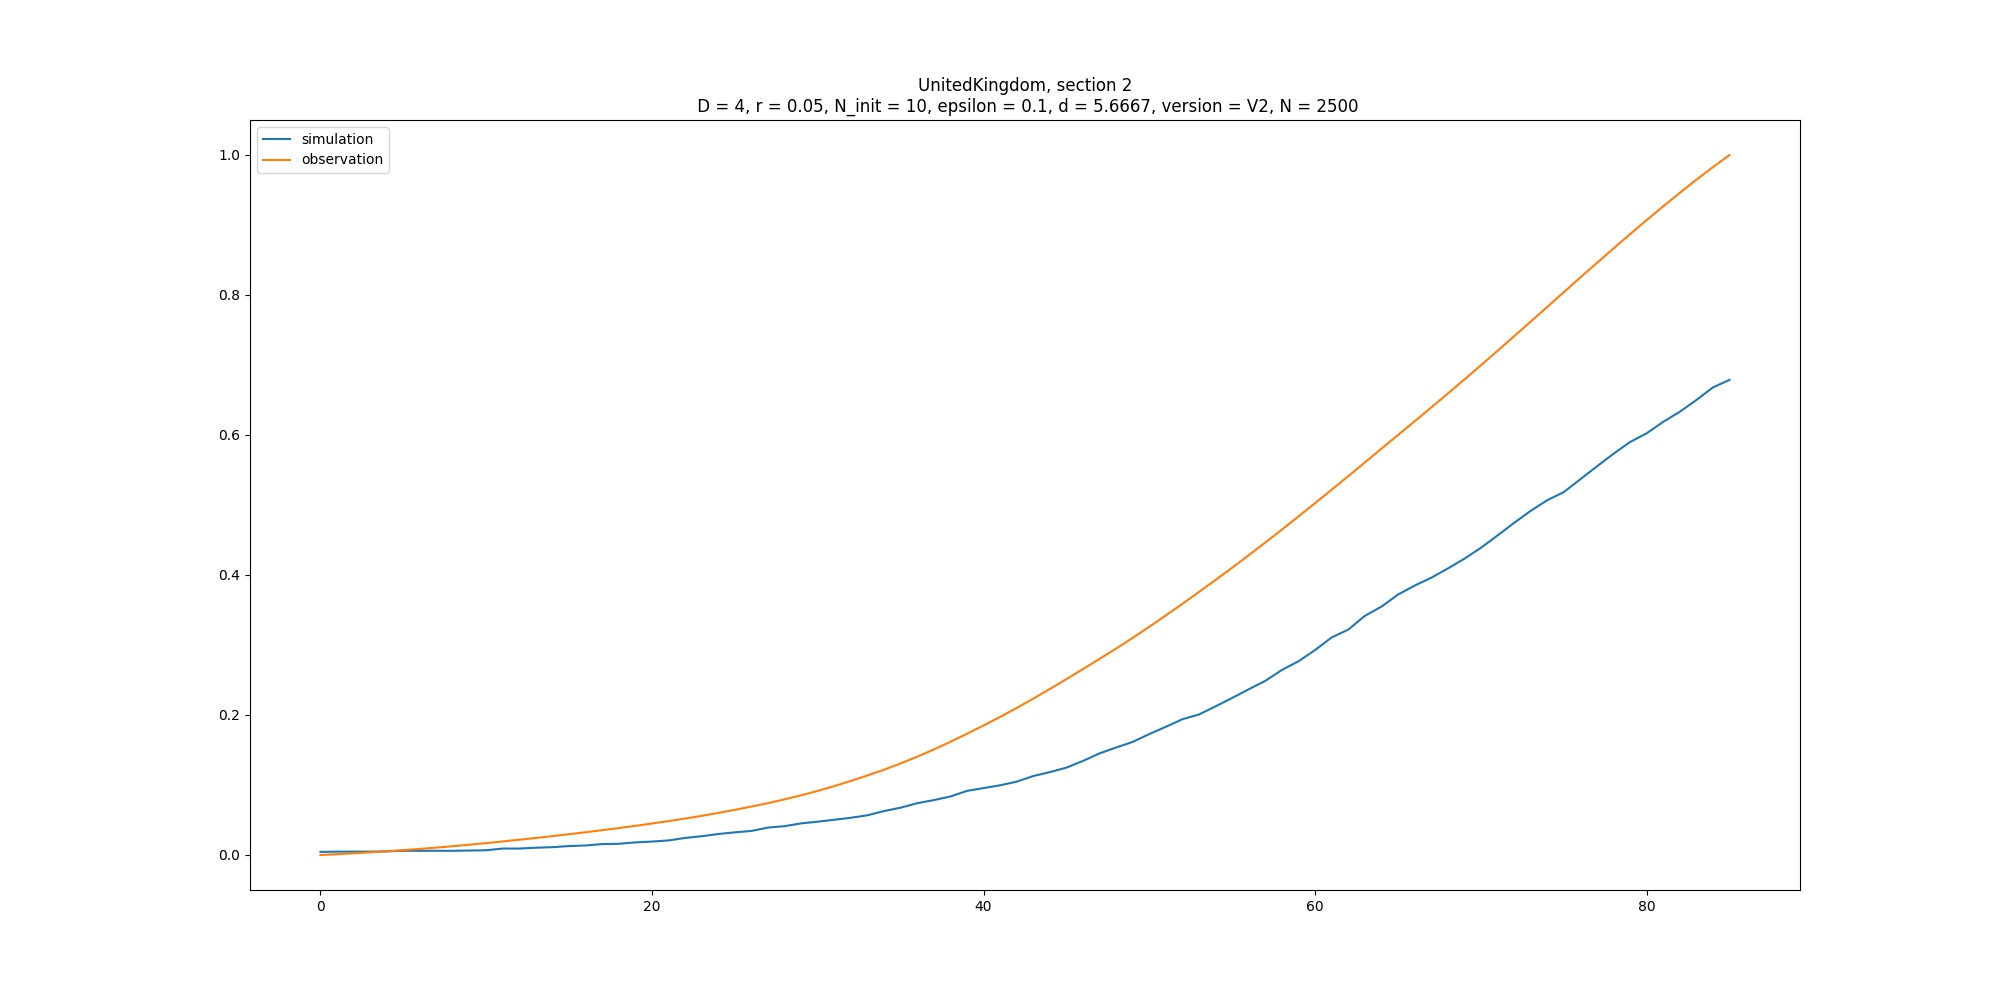 UnitedKingdom, section 2
D = 4, r = 0.05, N_init = 10, epsilon = 0.1, d = 5.6667, version = V2, N = 2500
simulation
observation
1.0
0.8
0.6
0.4
0.2
0.0
0
20
40
60
80